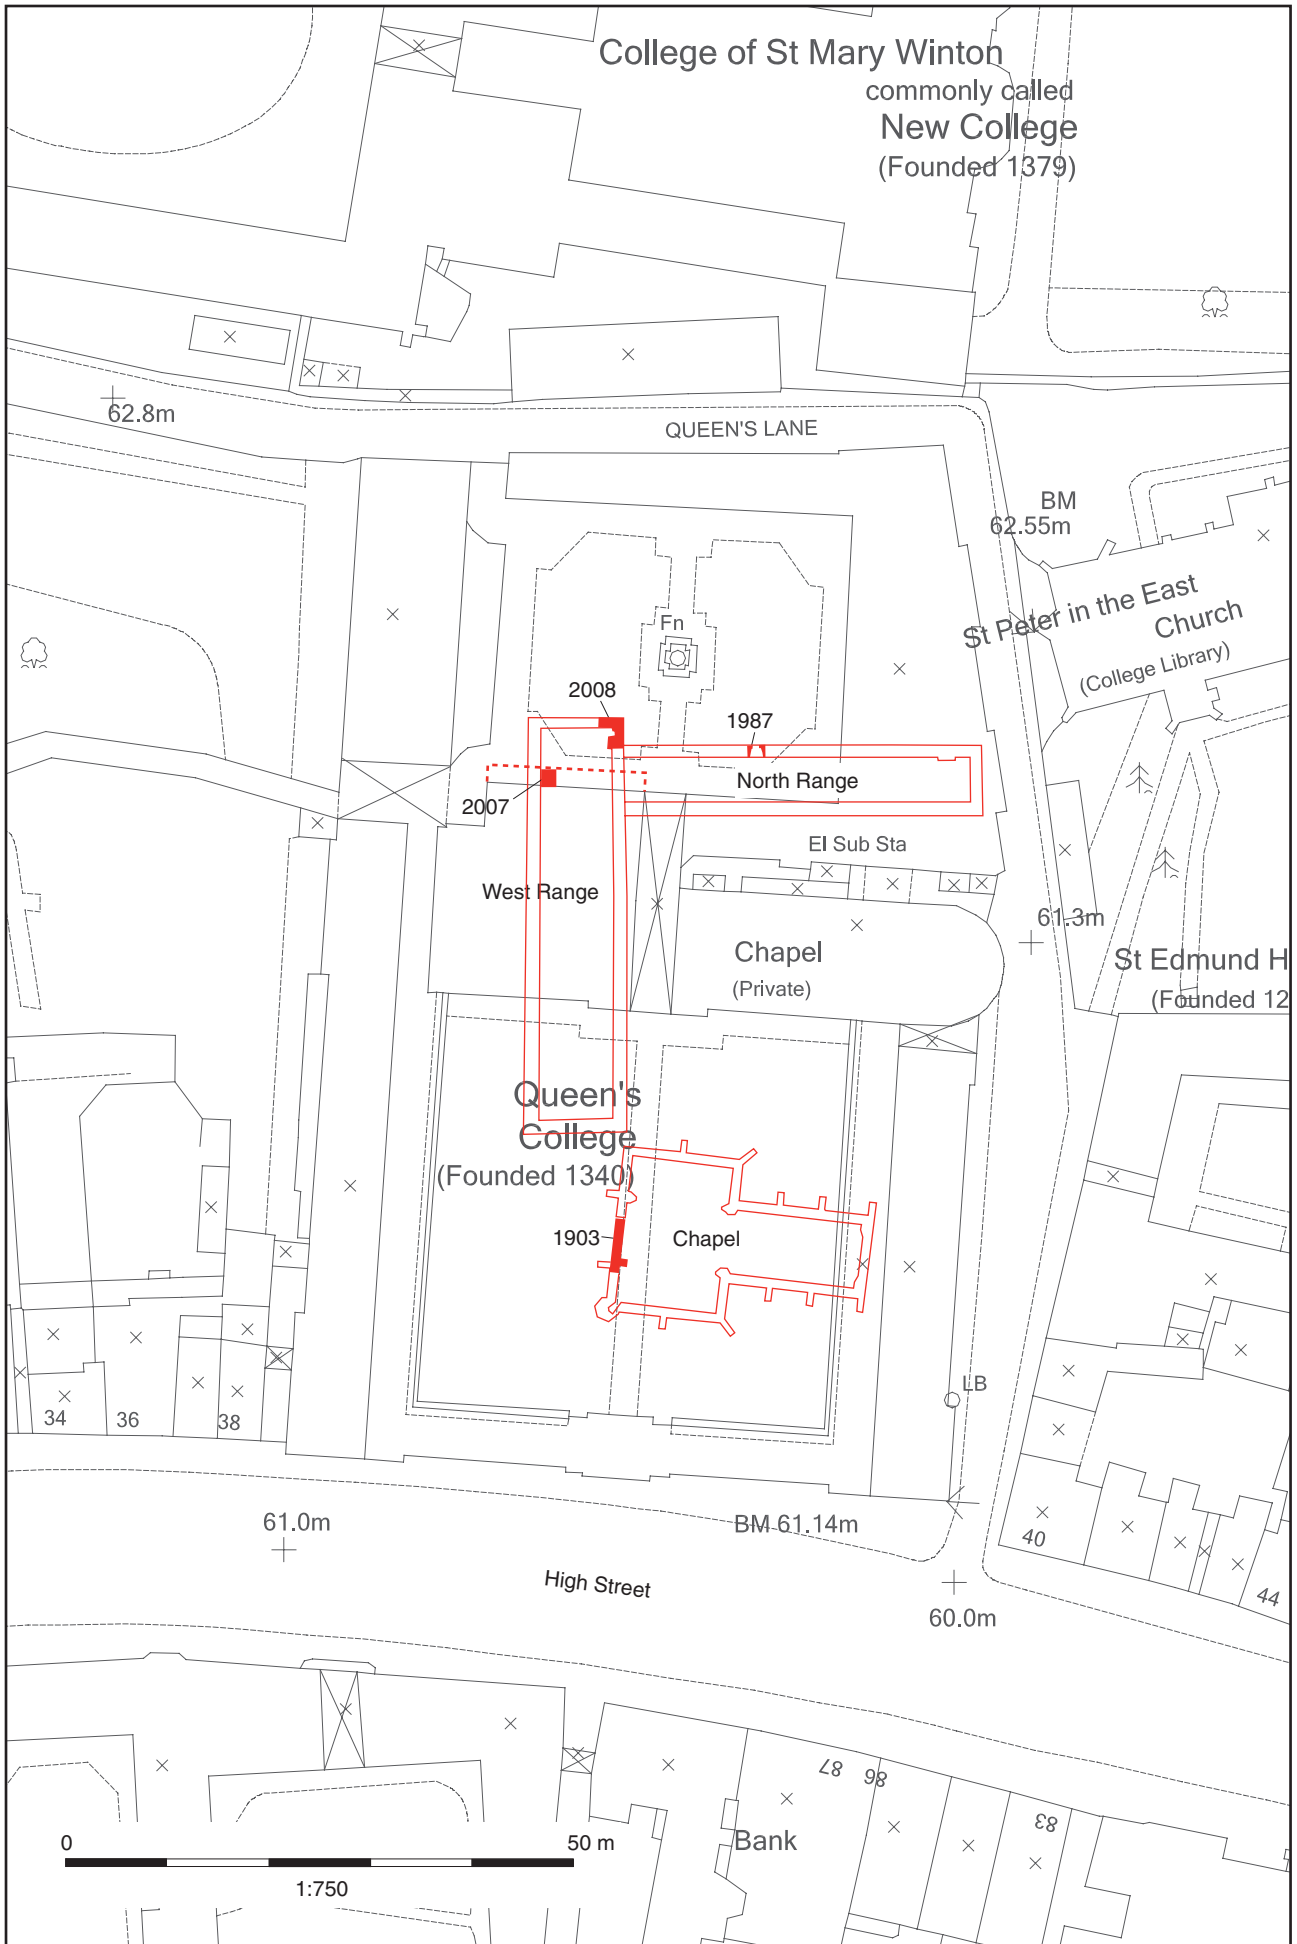 College of St Mary Winton
commonly called
New College
(Founded 1379)
62.8m
QUEEN'S LANE
BM
62.55m
St Peter in the East
Church
(College Library)
Fn
2008
1987
North Range
2007
El Sub Sta
West Range
61.3m
Chapel
(Private)
St Edmund H
(Founded 12
Queen's
College
(Founded 1340)
1903
Chapel
LB
34
36
38
61.0m
BM 61.14m
40
44
High Street
60.0m
87
86
83
Bank
0
50 m
1:750